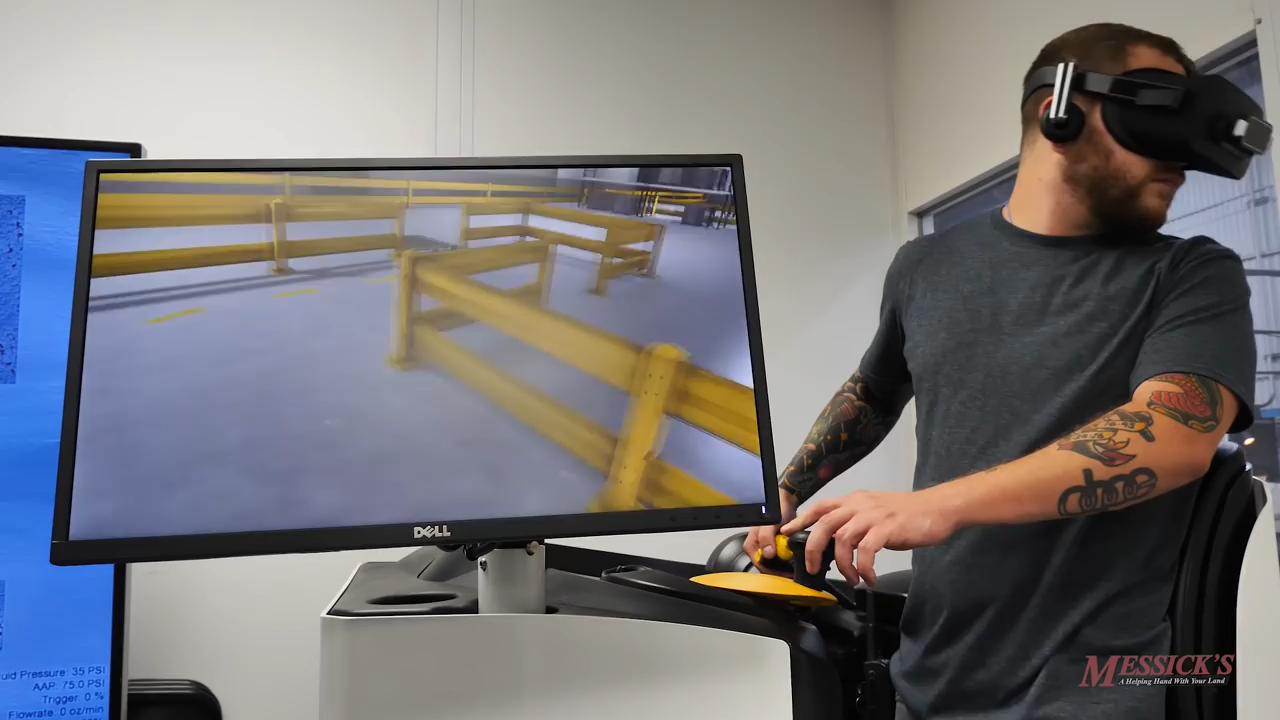 DELL
uid Pressure: 35 PSI
AAP: 75.0 PSI
Trigger: 0 %
Flowrate: 0 oz/min
MESSICK'S
A Helping Hand With Your Land